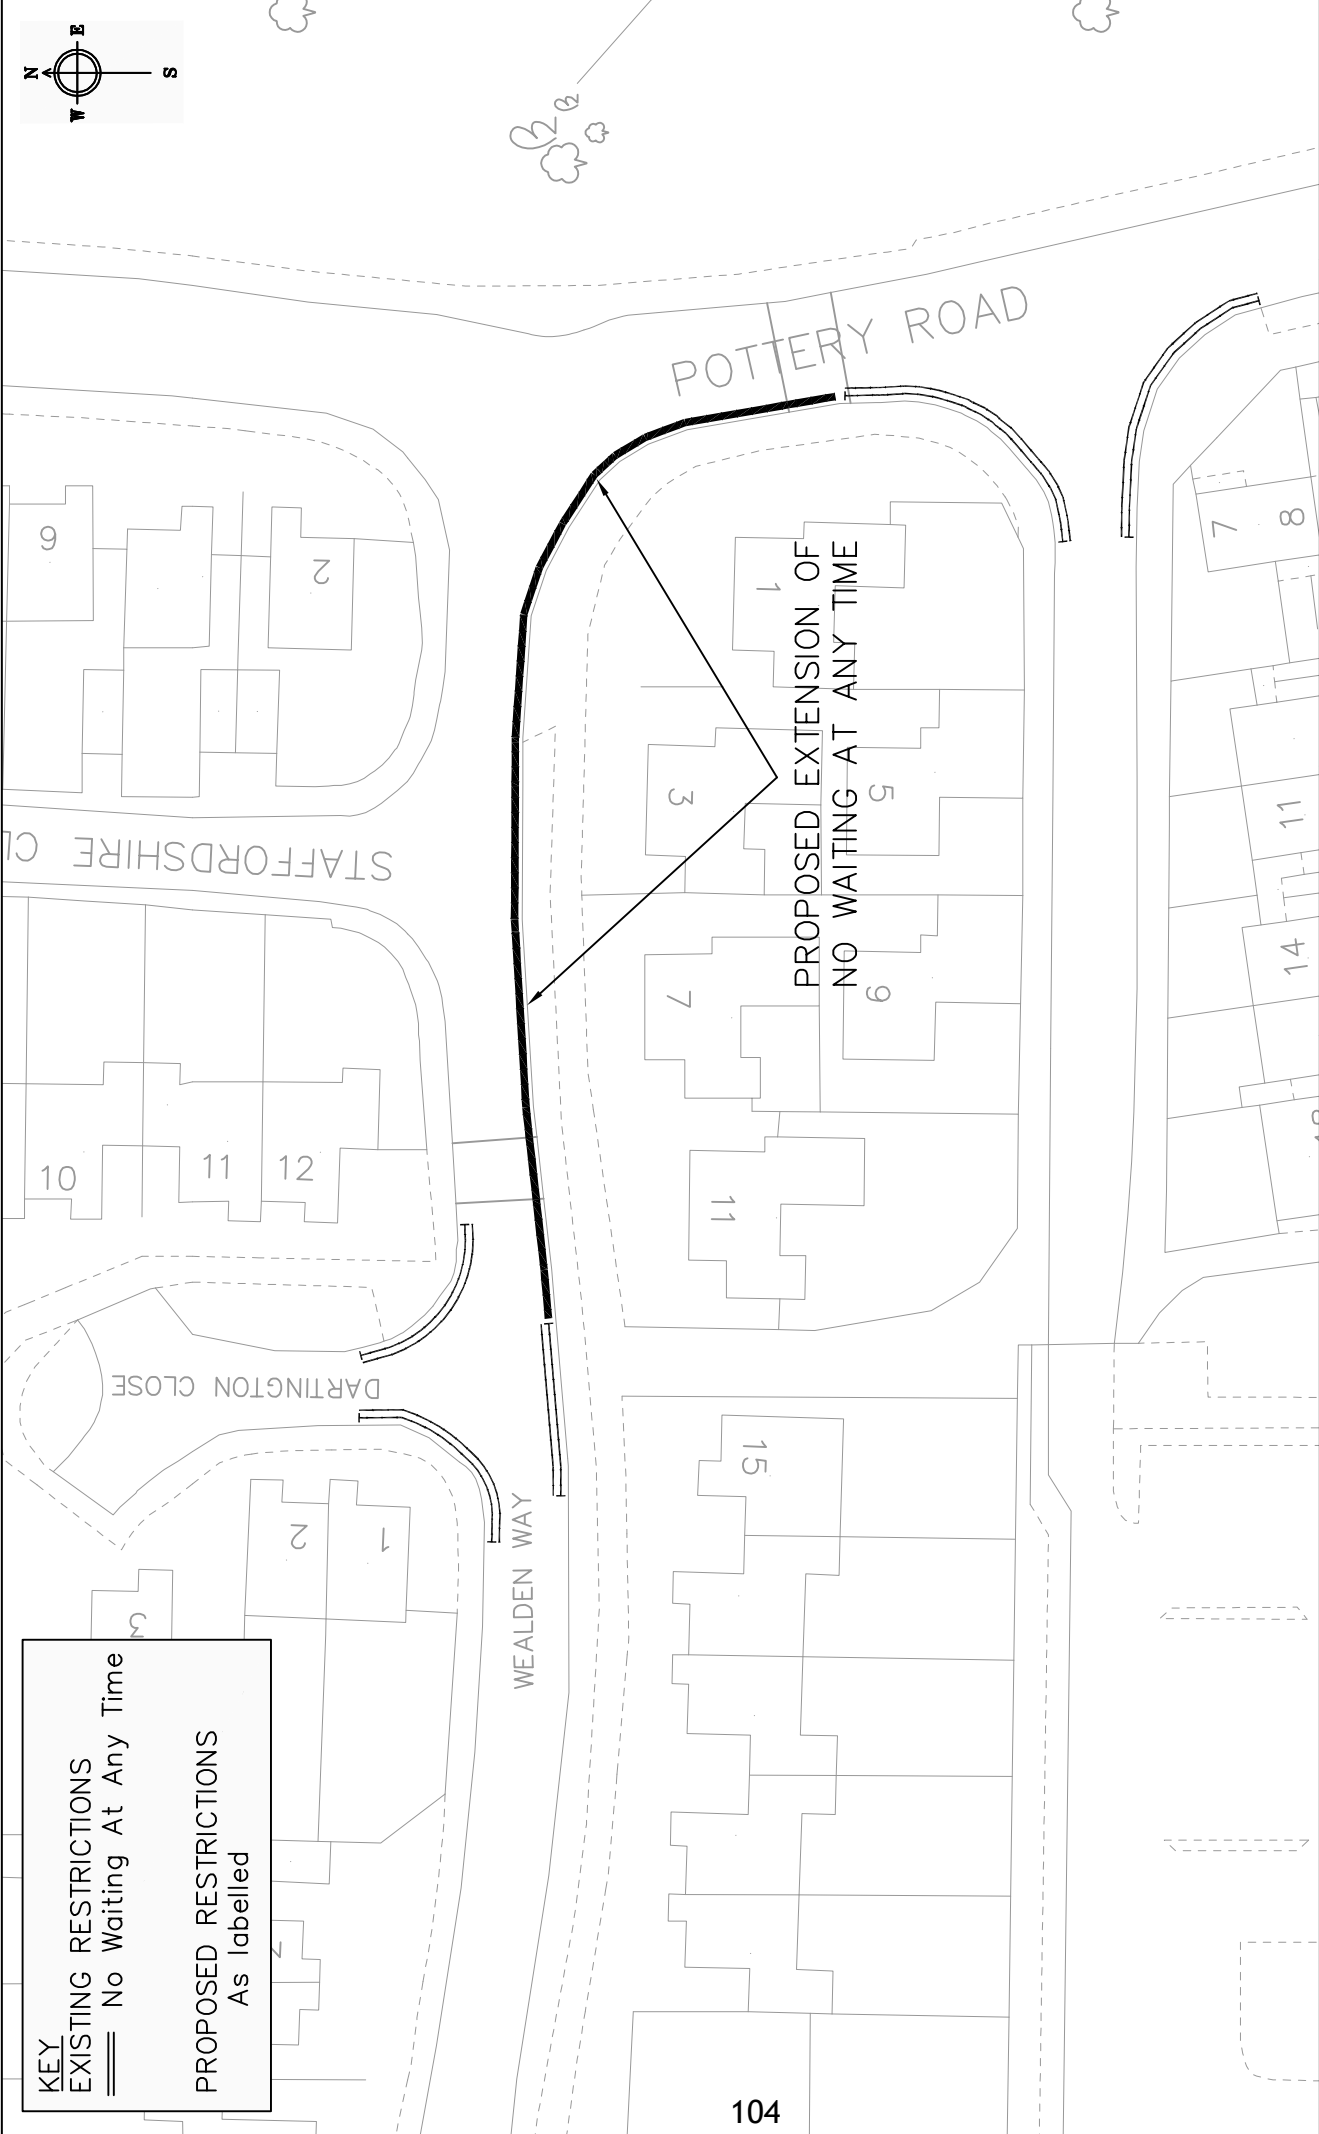 N
W E
S
KEY
EXISTING RESTRICTIONS
No Waiting At Any Time
PROPOSED RESTRICTIONS
As labelled
PROPOSED EXTENSION OF
NO WAITING AT ANY TIME
POTTERY ROAD
STAFFORDSHIRE
DARTINGTON CLOSE
WEALDEN WAY
2
10
11
12
1
3
5
7
9
11
15
2
1
3
7
8
11
14
104